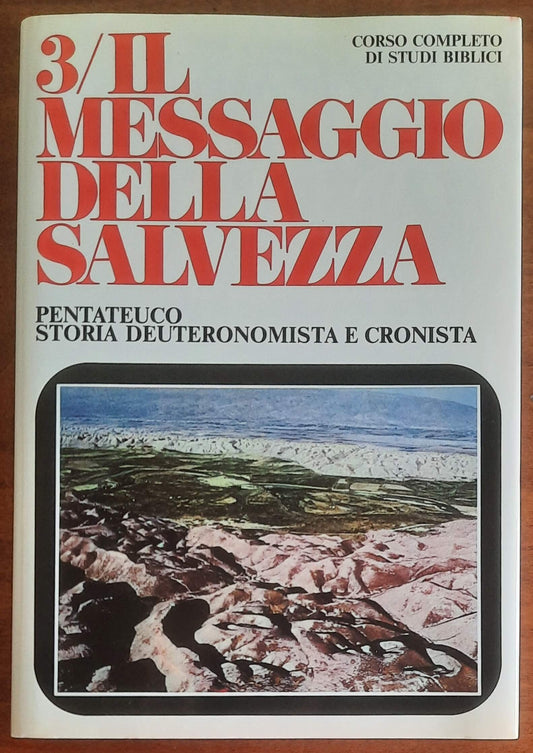 3/IL
MESSAGGIO
DELLA
SALVEZZA
CORSO COMPLETO
DI STUDI BIBLICI
PENTATEUCO
STORIA DEUTERONOMISTA E CRONISTA